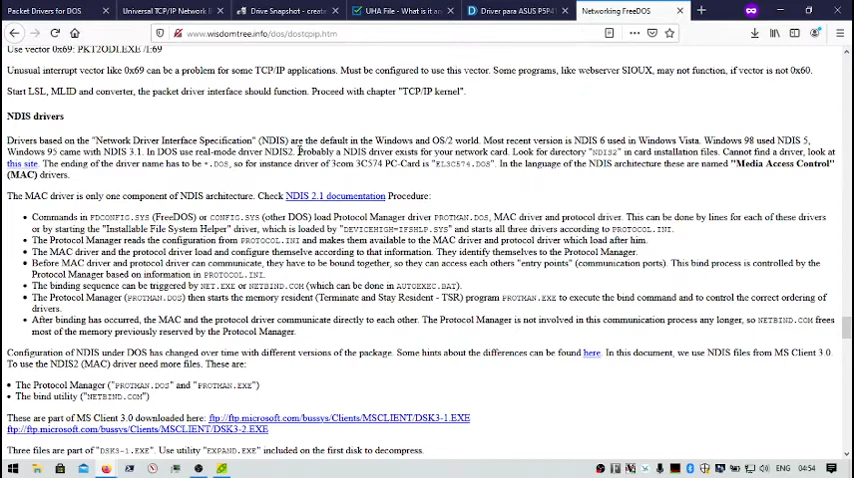 Packet Drivers for DOS
Universal TCP/IP Network B
Drive Snapshot - create
UHA File - What is it a
Driver para ASUS P5P4
Networking FreeDOS
www.wisdomtree.info/dos/dostcpip.htm
Use vector 0x69: PKT2ODI.EXE /I:69
Unusual interrupt vector like 0x69 can be a problem for some TCP/IP applications. Must be configured to use this vector. Some programs, like webserver SIOUX, may not function, if vector is not 0x60.
Start LSL, MLID and converter, the packet driver interface should function. Proceed with chapter "TCP/IP kernel".
NDIS drivers
Drivers based on the "Network Driver Interface Specification" (NDIS) are the default in the Windows and OS/2 world. Most recent version is NDIS 6 used in Windows Vista. Windows 98 used NDIS 5,
Windows 95 came with NDIS 3.1. In DOS use real-mode driver NDIS2. Probably a NDIS driver exists for your network card. Look for directory "NDIS2" in card installation files. Cannot find a driver, look at
this site. The ending of the driver name has to be *.DOS, so for instance driver of 3com 3C574 PC-Card is "EL3C574.DOS". In the language of the NDIS architecture these are named "Media Access Control"
(MAC) drivers.
The MAC driver is only one component of NDIS architecture. Check NDIS 2.1 documentation Procedure:
• Commands in FDCONFIG.SYS (FreeDOS) or CONFIG.SYS (other DOS) load Protocol Manager driver PROTMAN.DOS, MAC driver and protocol driver. This can be done by lines for each of these drivers
or by starting the "Installable File System Helper" driver, which is loaded by "DEVICEHIGH=IFSHLP.SYS" and starts all three drivers according to PROTOCOL.INI.
• The Protocol Manager reads the configuration from PROTOCOL.INI and makes them available to the MAC driver and protocol driver which load after him.
• The MAC driver and the protocol driver load and configure themselve according to that information. They identify themselves to the Protocol Manager.
• Before MAC driver and protocol driver can communicate, they have to be bound together, so they can access each others "entry points" (communication ports). This bind process is controlled by the
Protocol Manager based on information in PROTOCOL.INI.
• The binding sequence can be triggered by NET.EXE or NETBIND.COM (which can be done in AUTOEXEC.BAT).
• The Protocol Manager (PROTMAN.DOS) then starts the memory resident (Terminate and Stay Resident - TSR) program PROTMAN.EXE to execute the bind command and to control the correct ordering of
drivers.
• After binding has occurred, the MAC and the protocol driver communicate directly to each other. The Protocol Manager is not involved in this communication process any longer, so NETBIND.COM frees
most of the memory previously reserved by the Protocol Manager.
Configuration of NDIS under DOS has changed over time with different versions of the package. Some hints about the differences can be found here. In this document, we use NDIS files from MS Client 3.0.
To use the NDIS2 (MAC) driver need more files. These are:
• The Protocol Manager ("PROTMAN.DOS" and "PROTMAN.EXE")
• The bind utility ("NETBIND.COM")
These are part of MS Client 3.0 downloaded here: ftp://ftp.microsoft.com/bussys/Clients/MSCLIENT/DSK3-1.EXE
ftp://ftp.microsoft.com/bussys/Clients/MSCLIENT/DSK3-2.EXE
Three files are part of "DSK3-1.EXE". Use utility "EXPAND.EXE" included on the first disk to decompress.
ENG
04:54